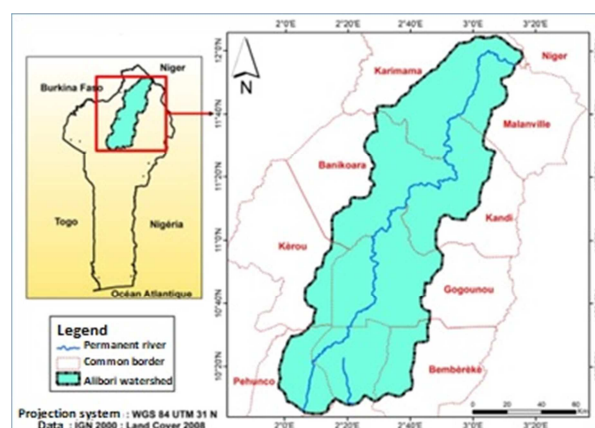 Niger
Burkina Faso
Togo
Nigéria
Océan Atlantique
Legend
Permanent river
Common border
Alibori watershed
Projection system : WGS 84 UTM 31 N
Data : IGN 2000 ; Land Cover 2008
2°0'E 2°20'E 2°40'E 3°0'E 3°20'E
12°0'N
11°40'N
11°20'N
11°0'N
10°40'N
10°20'N
N
Karimama
Niger
Malanville
Banikoara
Kandi
Kèrou
Gogounou
Pehunco
Bembèrèkè
0 20 40 60
Km
2°0'E 2°20'E 2°40'E 3°0'E 3°20'E